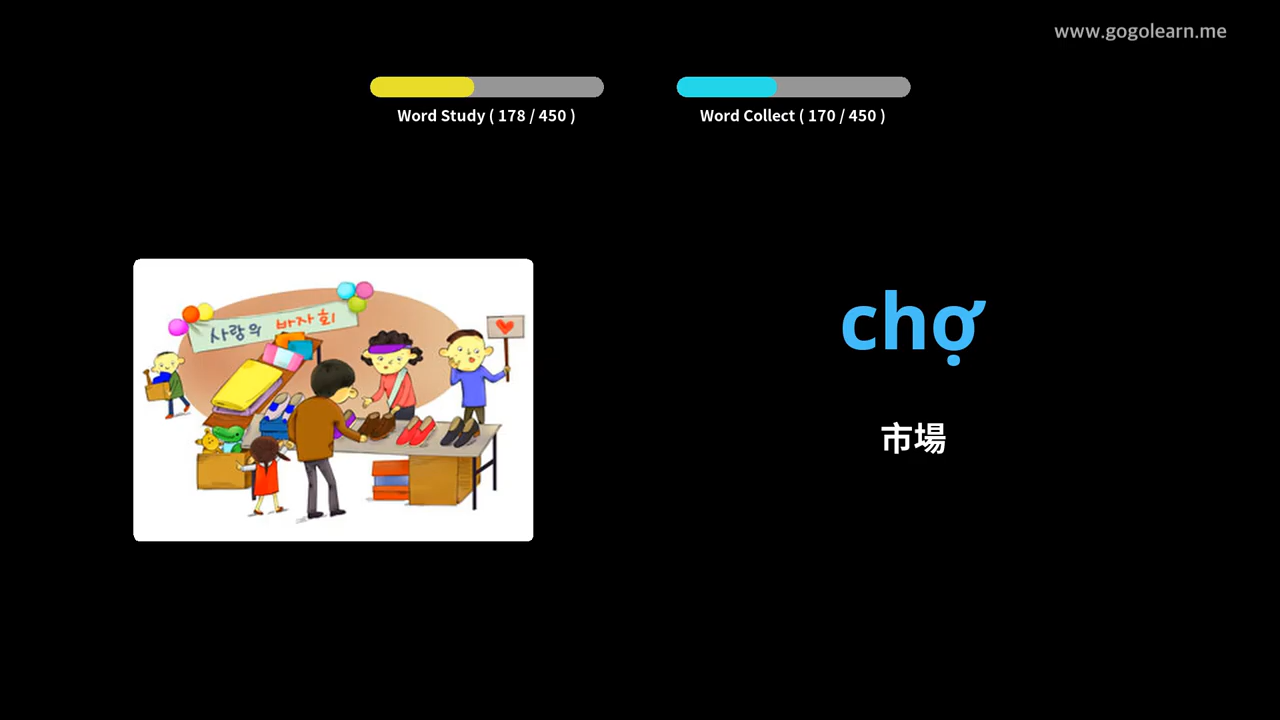 www.gogolearn.me
Word Study ( 178 / 450 )
Word Collect ( 170 / 450 )
사랑의 바자회
chợ
市場